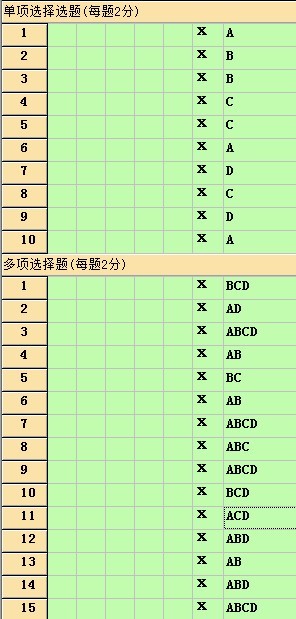 单项选择选题(每题2分)
1 X A
2 X B
3 X B
4 X C
5 X C
6 X A
7 X D
8 X C
9 X D
10 X A
多项选择题(每题2分)
1 X BCD
2 X AD
3 X ABCD
4 X AB
5 X BC
6 X AB
7 X ABCD
8 X ABC
9 X ABCD
10 X BCD
11 X ACD
12 X ABD
13 X AB
14 X ABD
15 X ABCD